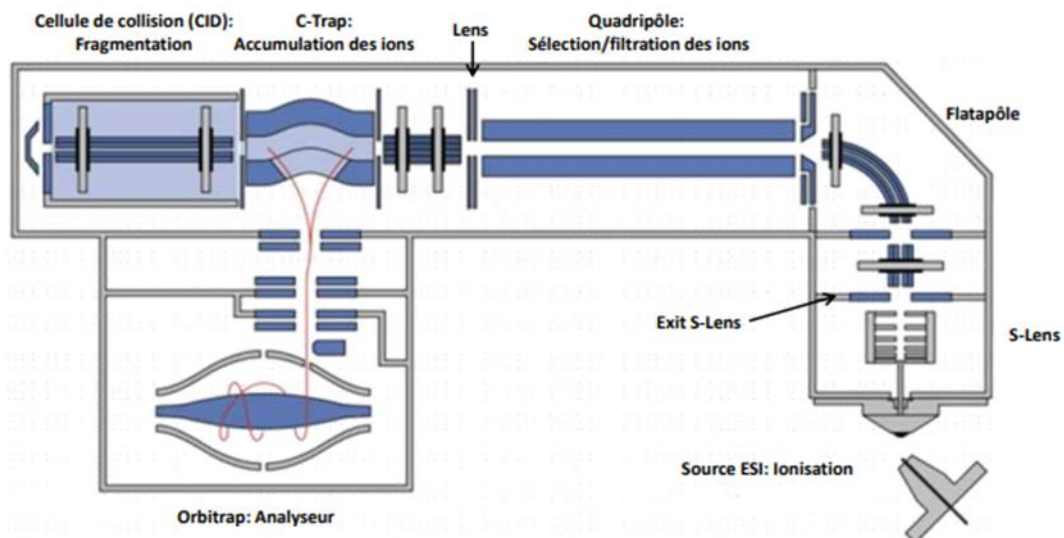 Cellule de collision (CID):
Fragmentation
C-Trap:
Accumulation des ions
Lens
Quadripôle:
Sélection/filtration des ions
Flatapôle
Exit S-Lens
S-Lens
Source ESI: Ionisation
Orbitrap: Analyseur